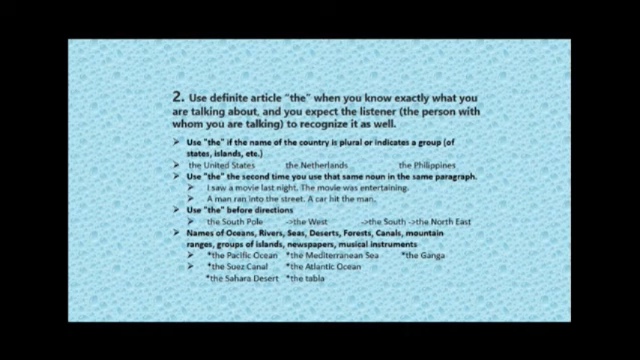 2. Use definite article "the" when you know exactly what you
are talking about, and you expect the listener (the person with
whom you are talking) to recognize it as well.
➢ Use "the" if the name of the country is plural or indicates a group (of
states, islands, etc.)
➢ the United States the Netherlands the Philippines
➢ Use "the" the second time you use that same noun in the same paragraph.
➢ I saw a movie last night. The movie was entertaining.
➢ A man ran into the street. A car hit the man.
➢ Use "the" before directions
➢ the South Pole ->the West ->the South ->the North East
➢ Names of Oceans, Rivers, Seas, Deserts, Forests, Canals, mountain
ranges, groups of islands, newspapers, musical instruments
➢ *the Pacific Ocean *the Mediterranean Sea *the Ganga
➢ *the Suez Canal *the Atlantic Ocean
*the Sahara Desert *the tabla